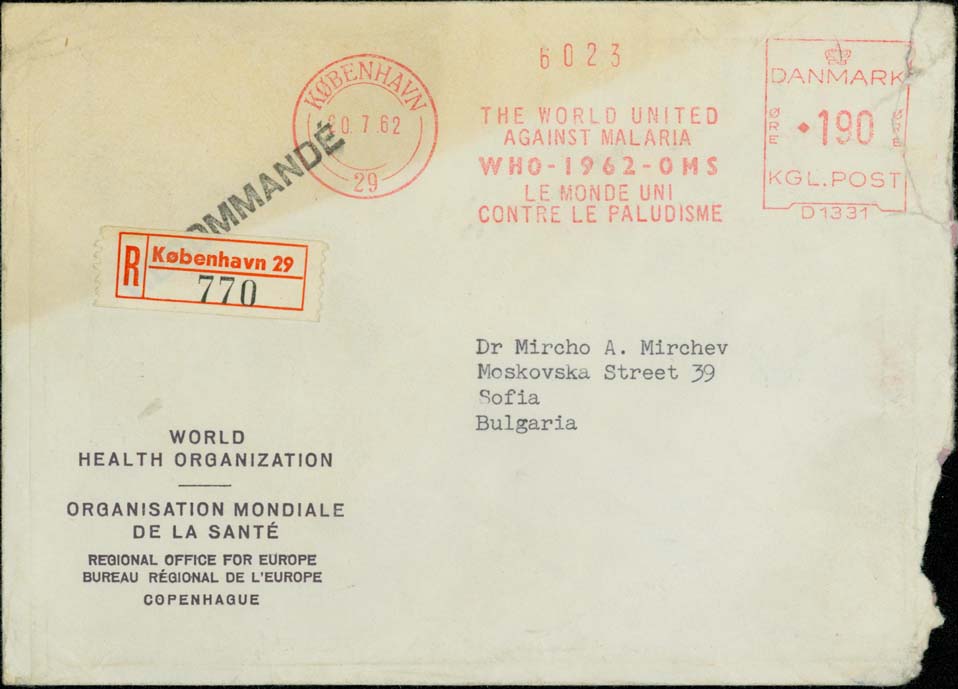 6023
KØBENHAVN
0.7.62
29
THE WORLD UNITED
AGAINST MALARIA
WHO-1962-OMS
LE MONDE UNI
CONTRE LE PALUDISME
DANMARK
ØRE 190 ØRE
KGL.POST
D1331
R
København 29
770
Dr Mircho A. Mirchev
Moskovska Street 39
Sofia
Bulgaria
WORLD
HEALTH ORGANIZATION
ORGANISATION MONDIALE
DE LA SANTÉ
REGIONAL OFFICE FOR EUROPE
BUREAU RÉGIONAL DE L'EUROPE
COPENHAGUE